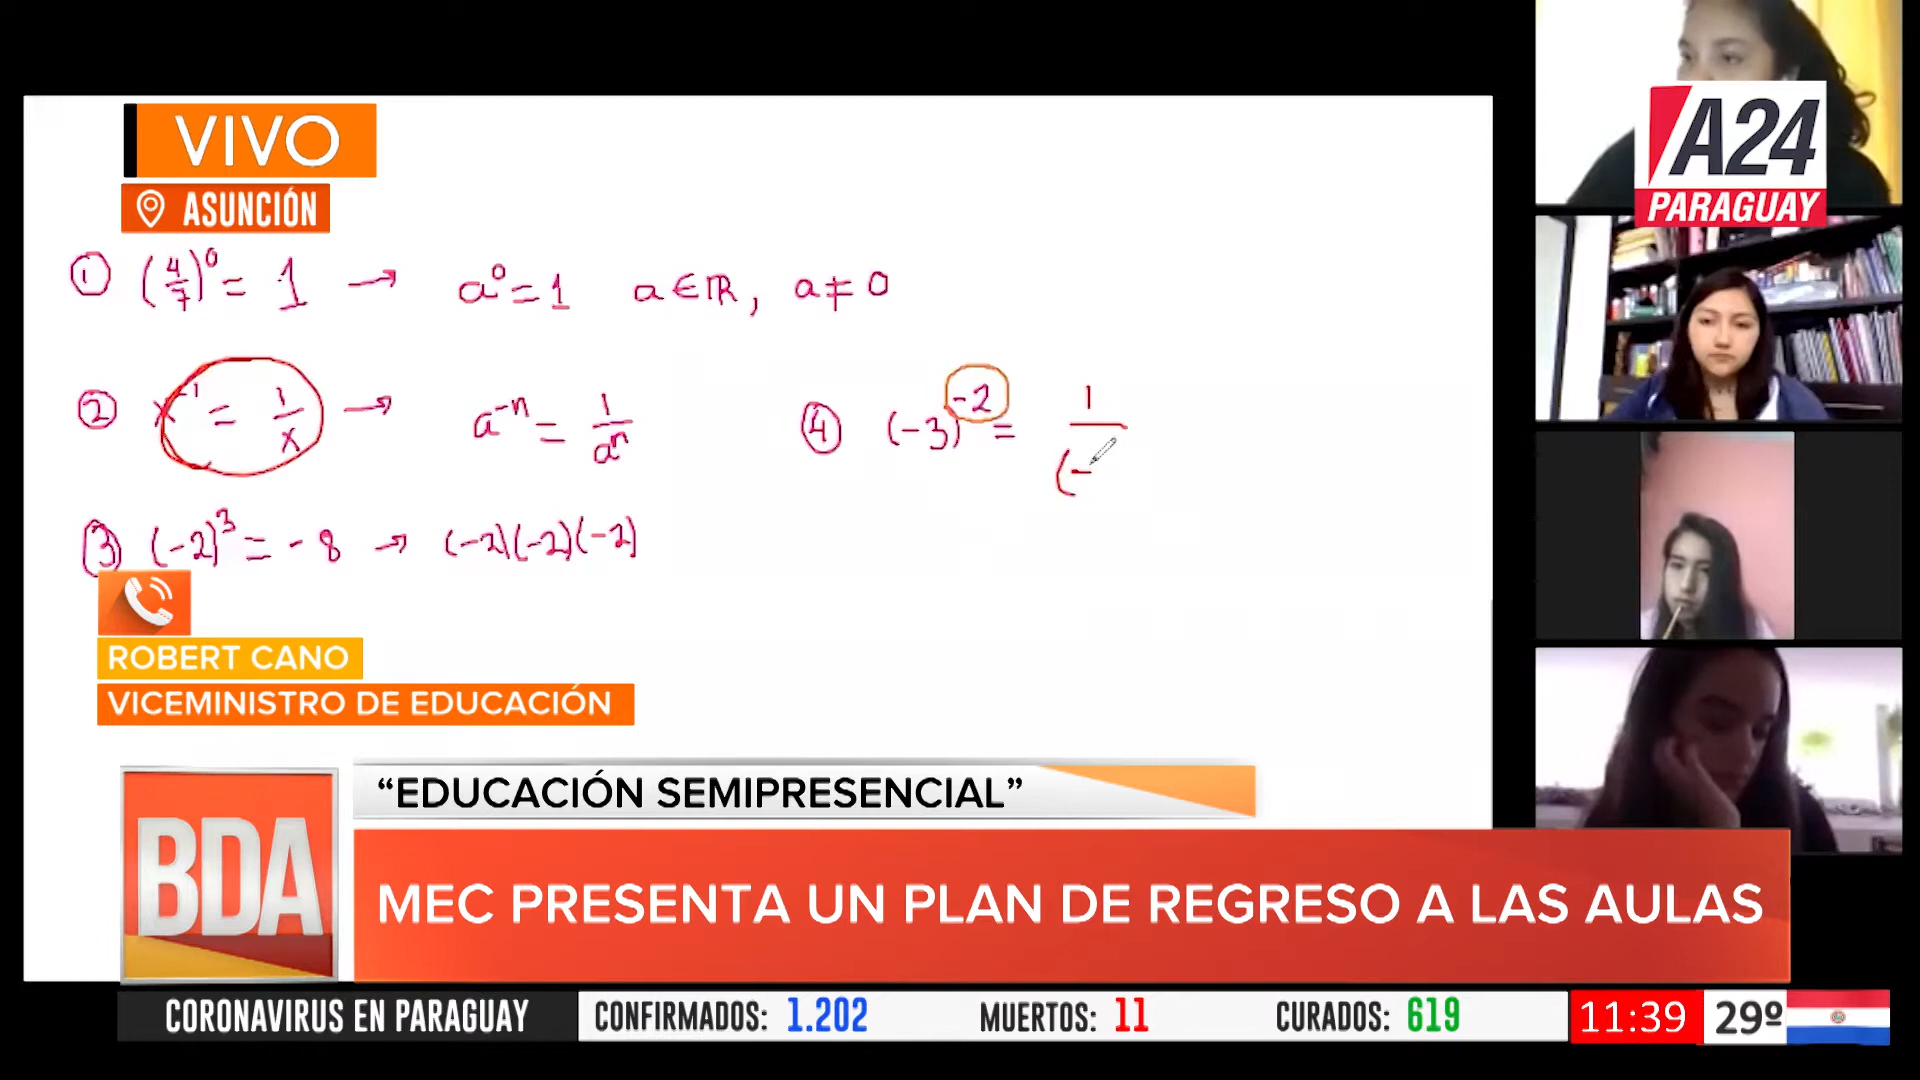 VIVO
ASUNCIÓN
A24
PARAGUAY
① (4/7)⁰ = 1 → a⁰ = 1 a ∈ ℝ, a ≠ 0
② x⁻¹ = 1/x → a⁻ⁿ = 1/aⁿ
④ (-3)⁻² = 1/(-
③ (-2)³ = -8 → (-2)(-2)(-2)
ROBERT CANO
VICEMINISTRO DE EDUCACIÓN
BDA
“EDUCACIÓN SEMIPRESENCIAL”
MEC PRESENTA UN PLAN DE REGRESO A LAS AULAS
CORONAVIRUS EN PARAGUAY CONFIRMADOS: 1.202 MUERTOS: 11 CURADOS: 619 11:39 29º